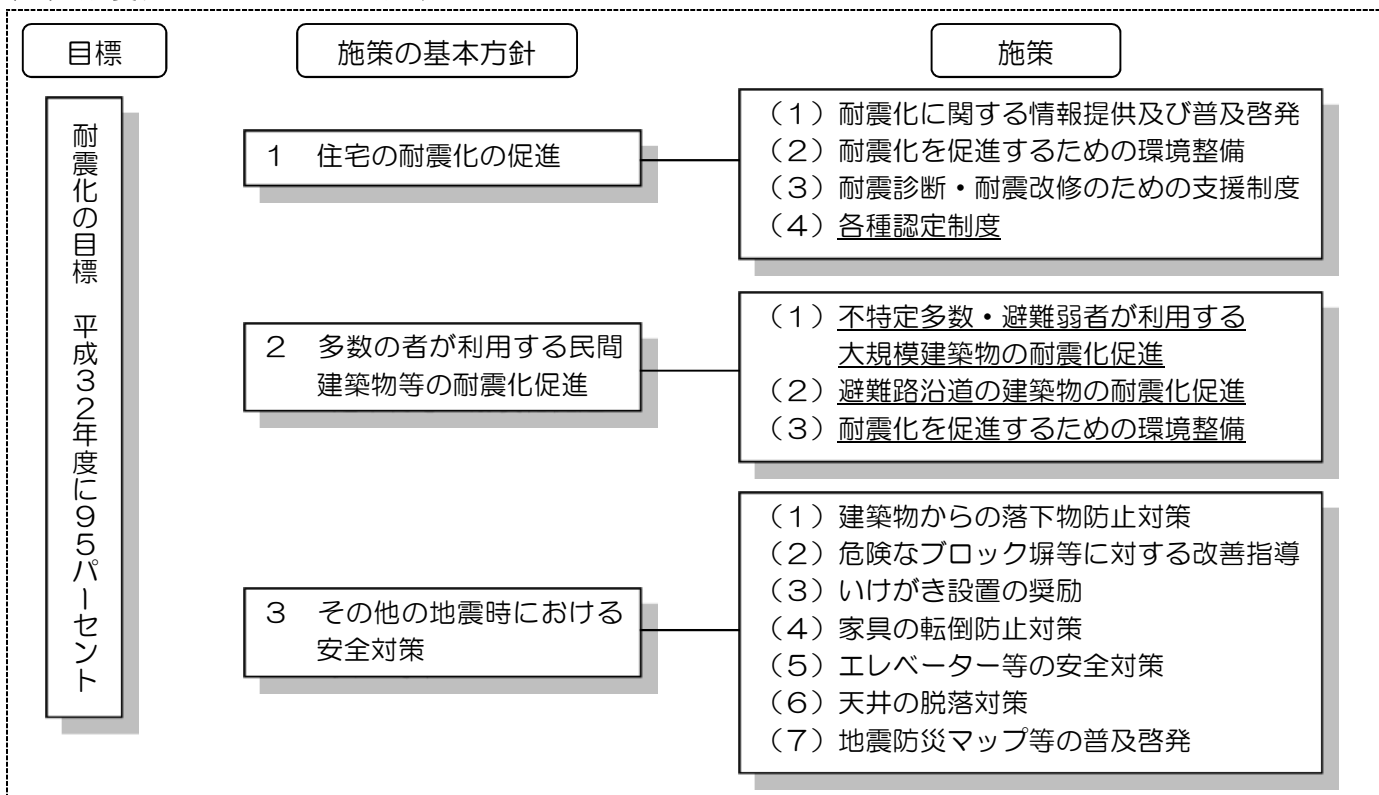 目標
施策の基本方針
施策
耐震化の目標　平成３２年度に９５パーセント
１　住宅の耐震化の促進
（１）耐震化に関する情報提供及び普及啓発
（２）耐震化を促進するための環境整備
（３）耐震診断・耐震改修のための支援制度
（４）各種認定制度
２　多数の者が利用する民間
建築物等の耐震化促進
（１）不特定多数・避難弱者が利用する
大規模建築物の耐震化促進
（２）避難路沿道の建築物の耐震化促進
（３）耐震化を促進するための環境整備
３　その他の地震時における
安全対策
（１）建築物からの落下物防止対策
（２）危険なブロック塀等に対する改善指導
（３）いけがき設置の奨励
（４）家具の転倒防止対策
（５）エレベーター等の安全対策
（６）天井の脱落対策
（７）地震防災マップ等の普及啓発